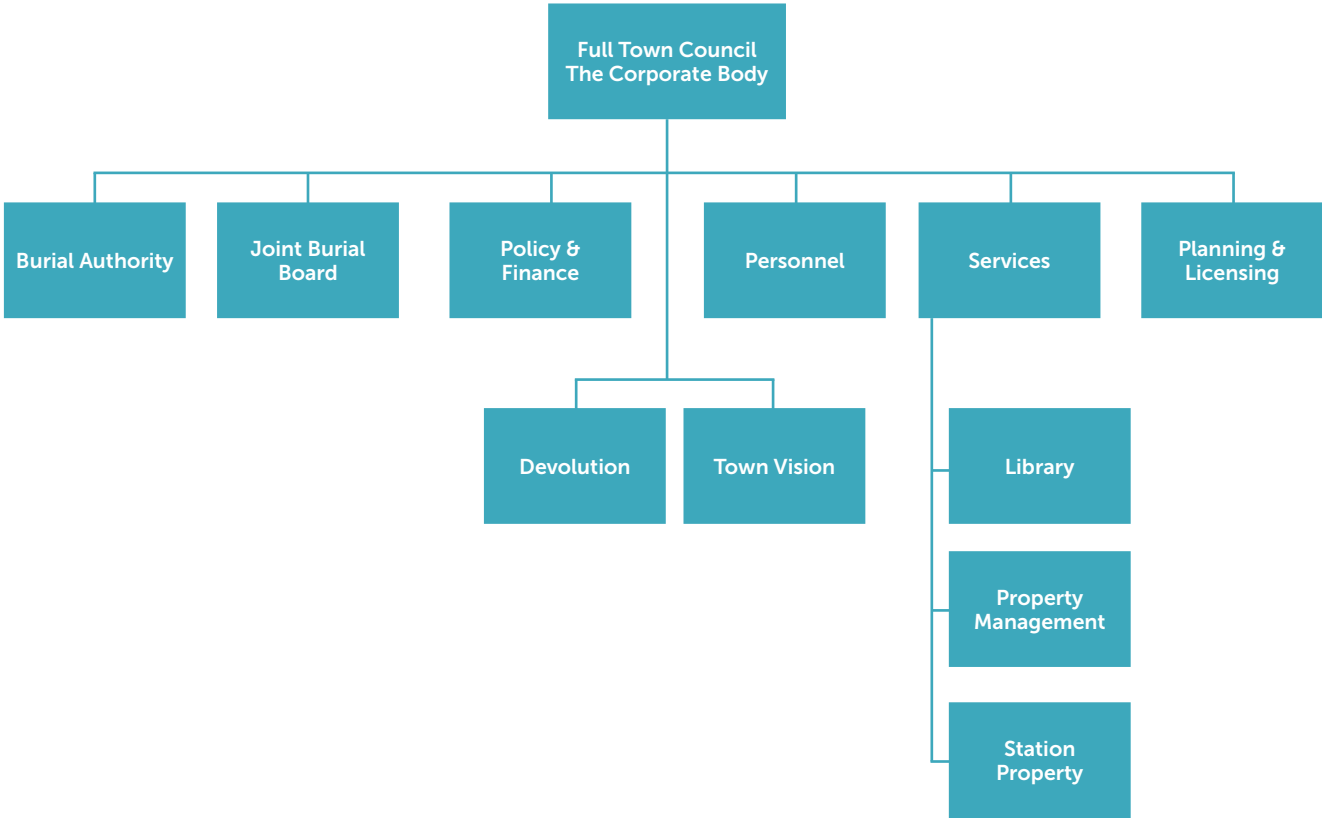 Full Town Council
The Corporate Body
Burial Authority
Joint Burial
Board
Policy &
Finance
Personnel
Services
Planning &
Licensing
Devolution
Town Vision
Library
Property
Management
Station
Property